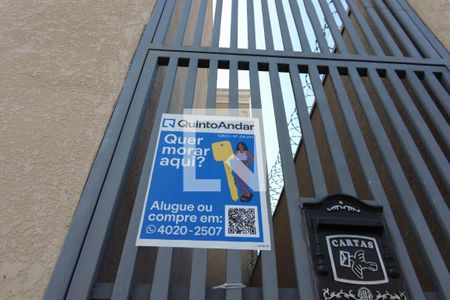 QuintoAndar
Quer
morar
aqui?
Alugue ou
compre em:
4020-2507
CARTAS